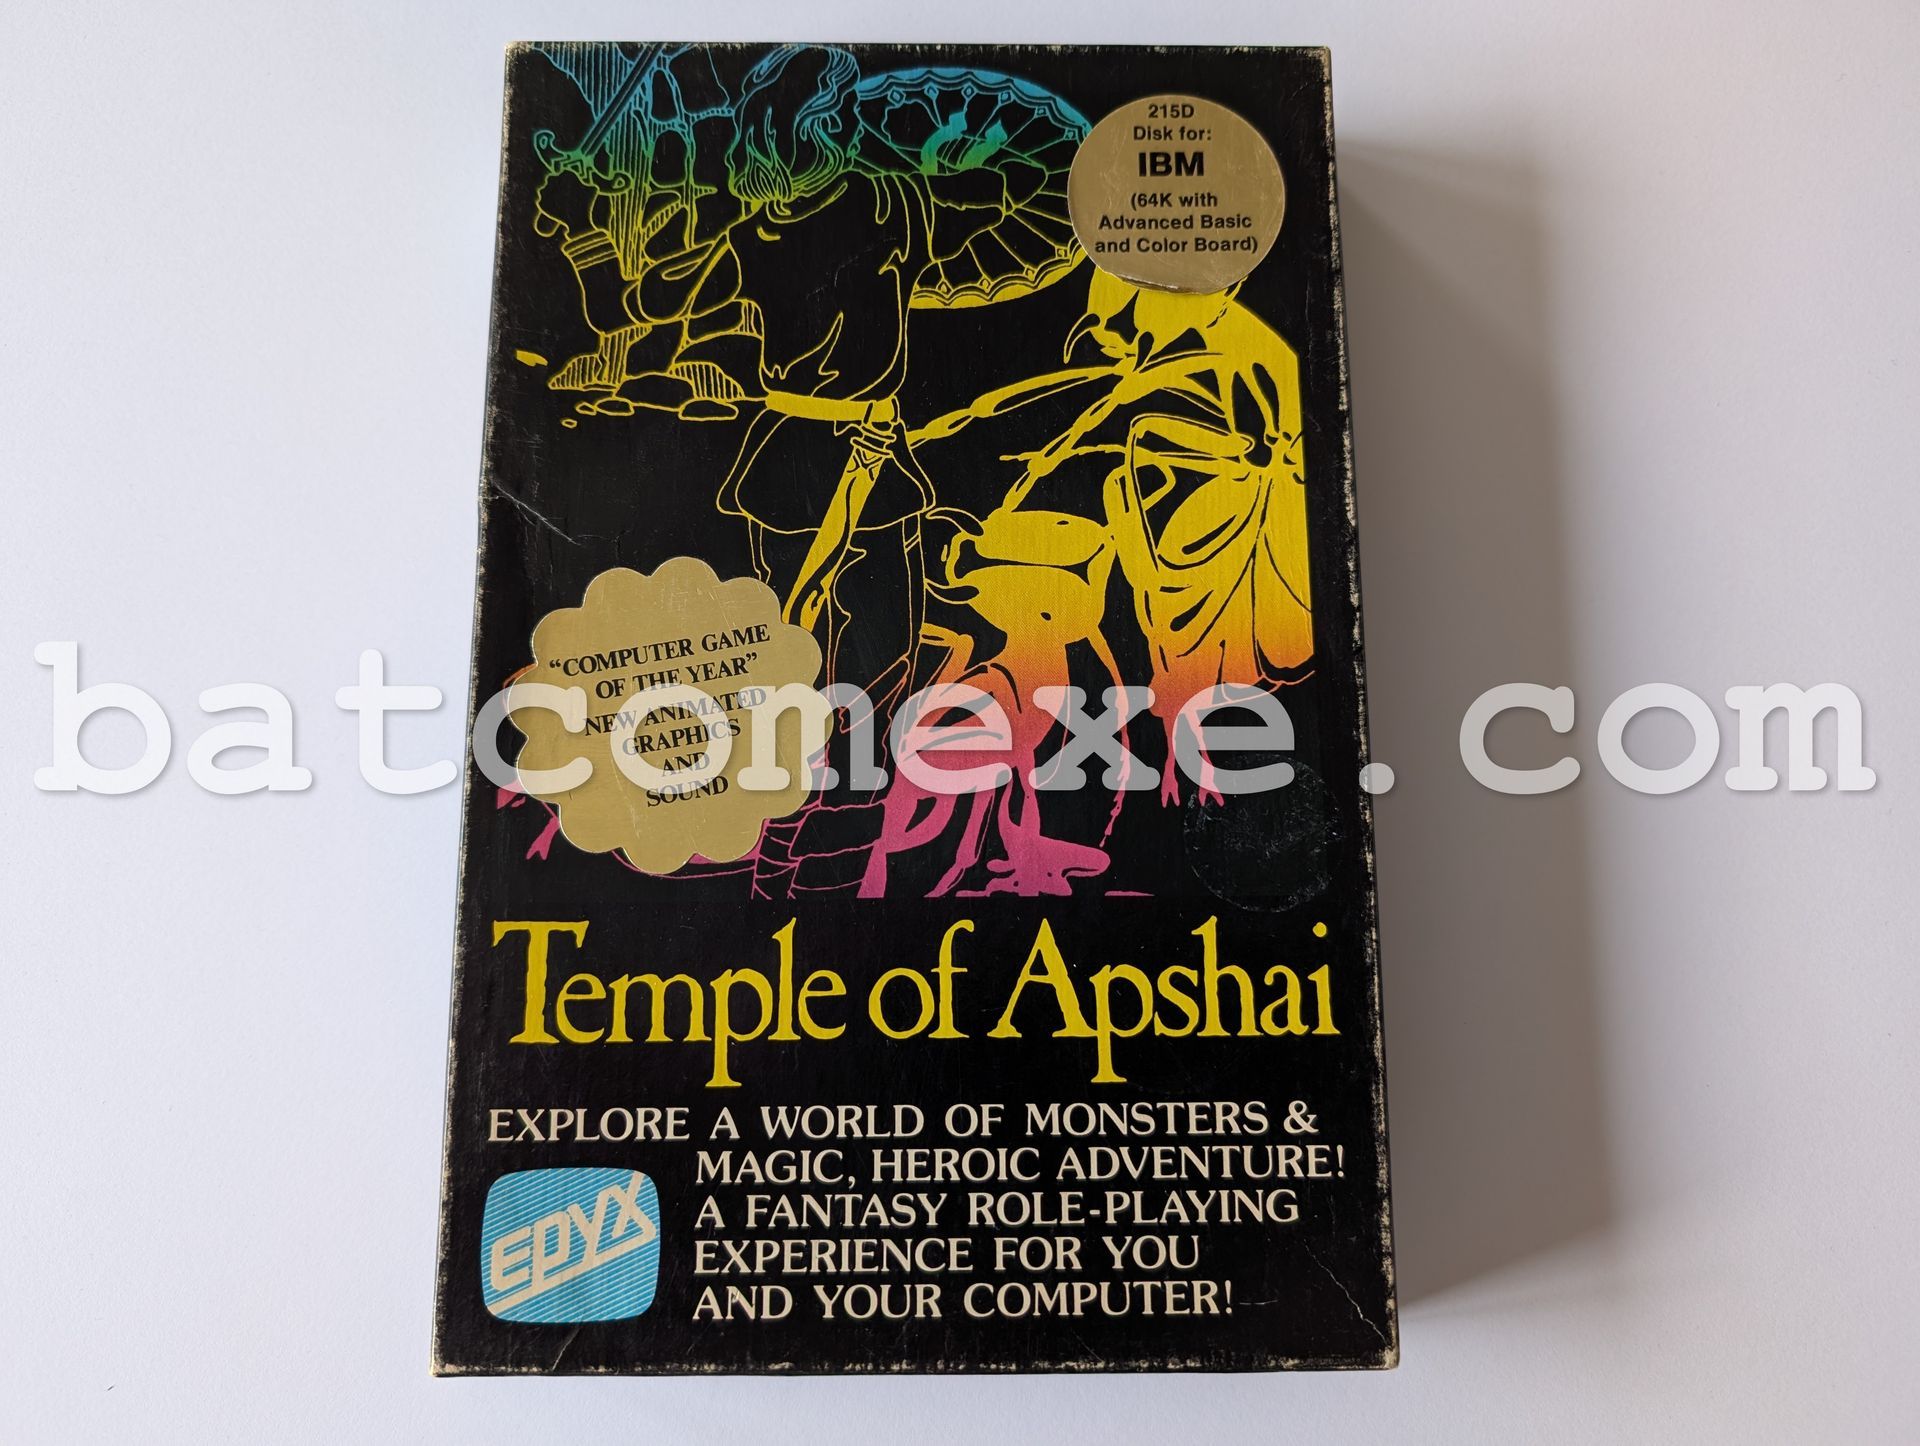 215D
Disk for:
IBM
(64K with
Advanced Basic
and Color Board)
“COMPUTER GAME
OF THE YEAR”
NEW ANIMATED
GRAPHICS
AND
SOUND
batcomexe.com
Temple of Apshai
EXPLORE A WORLD OF MONSTERS &
MAGIC, HEROIC ADVENTURE!
A FANTASY ROLE-PLAYING
EXPERIENCE FOR YOU
AND YOUR COMPUTER!
EPYX